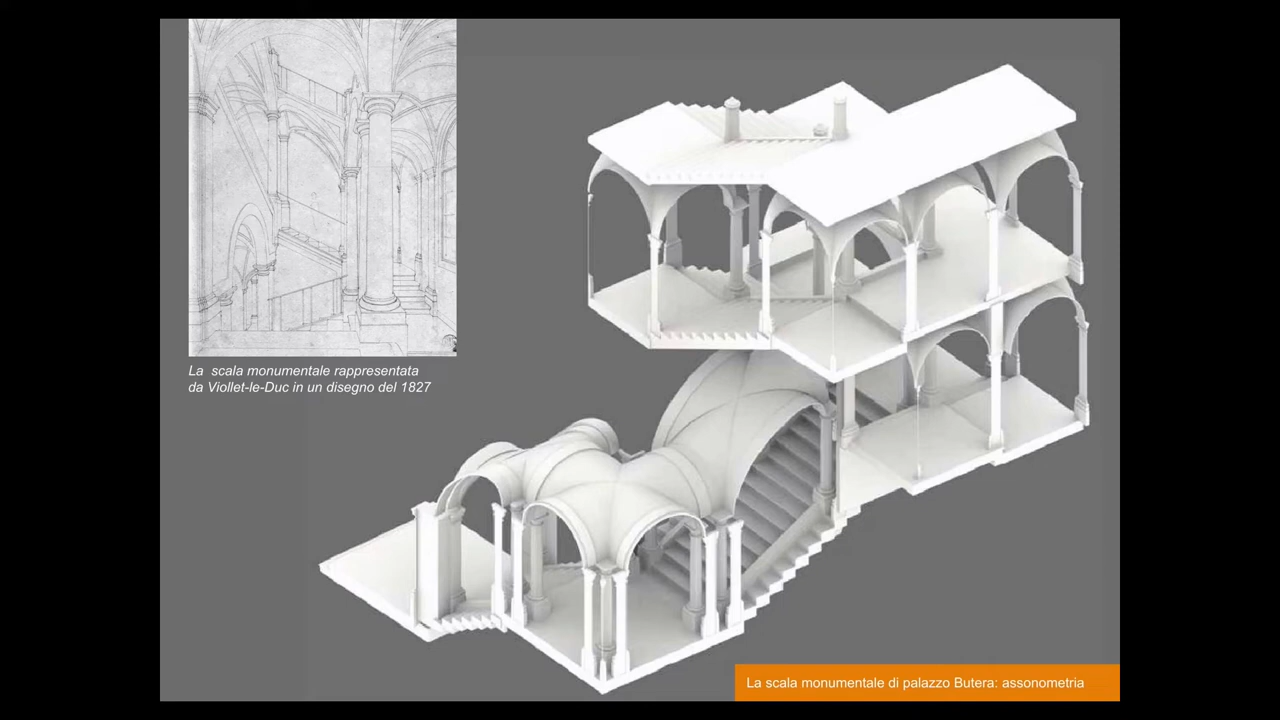 La  scala monumentale rappresentata
da Viollet-le-Duc in un disegno del 1827
La scala monumentale di palazzo Butera: assonometria